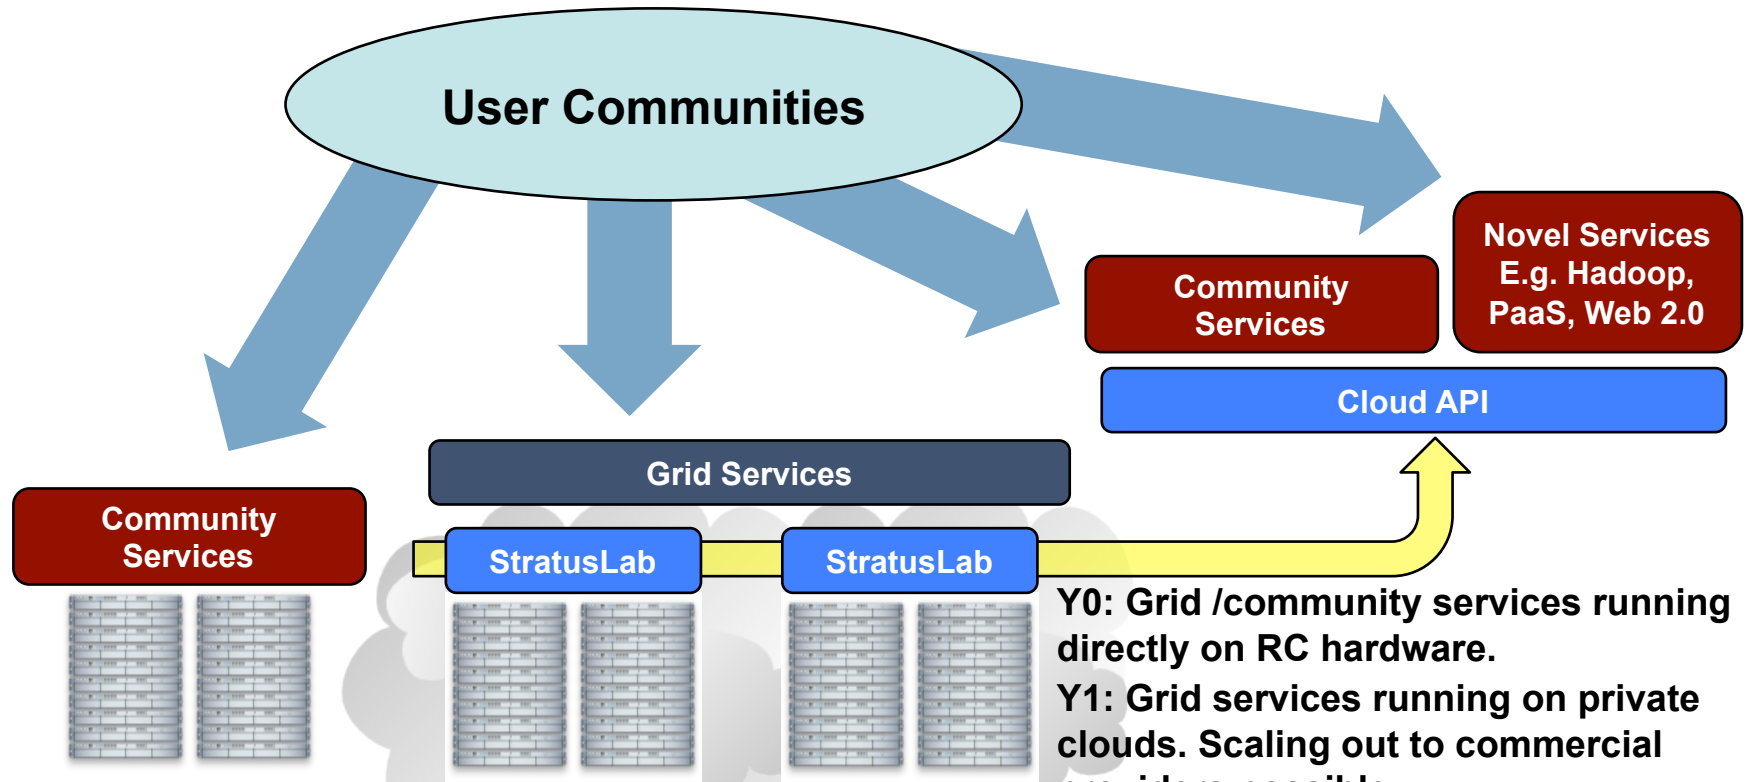 User Communities
Novel Services
E.g. Hadoop,
PaaS, Web 2.0
Community
Services
Cloud API
Grid Services
Community
Services
StratusLab
StratusLab
Y0: Grid /community services running
directly on RC hardware.
Y1: Grid services running on private
clouds. Scaling out to commercial